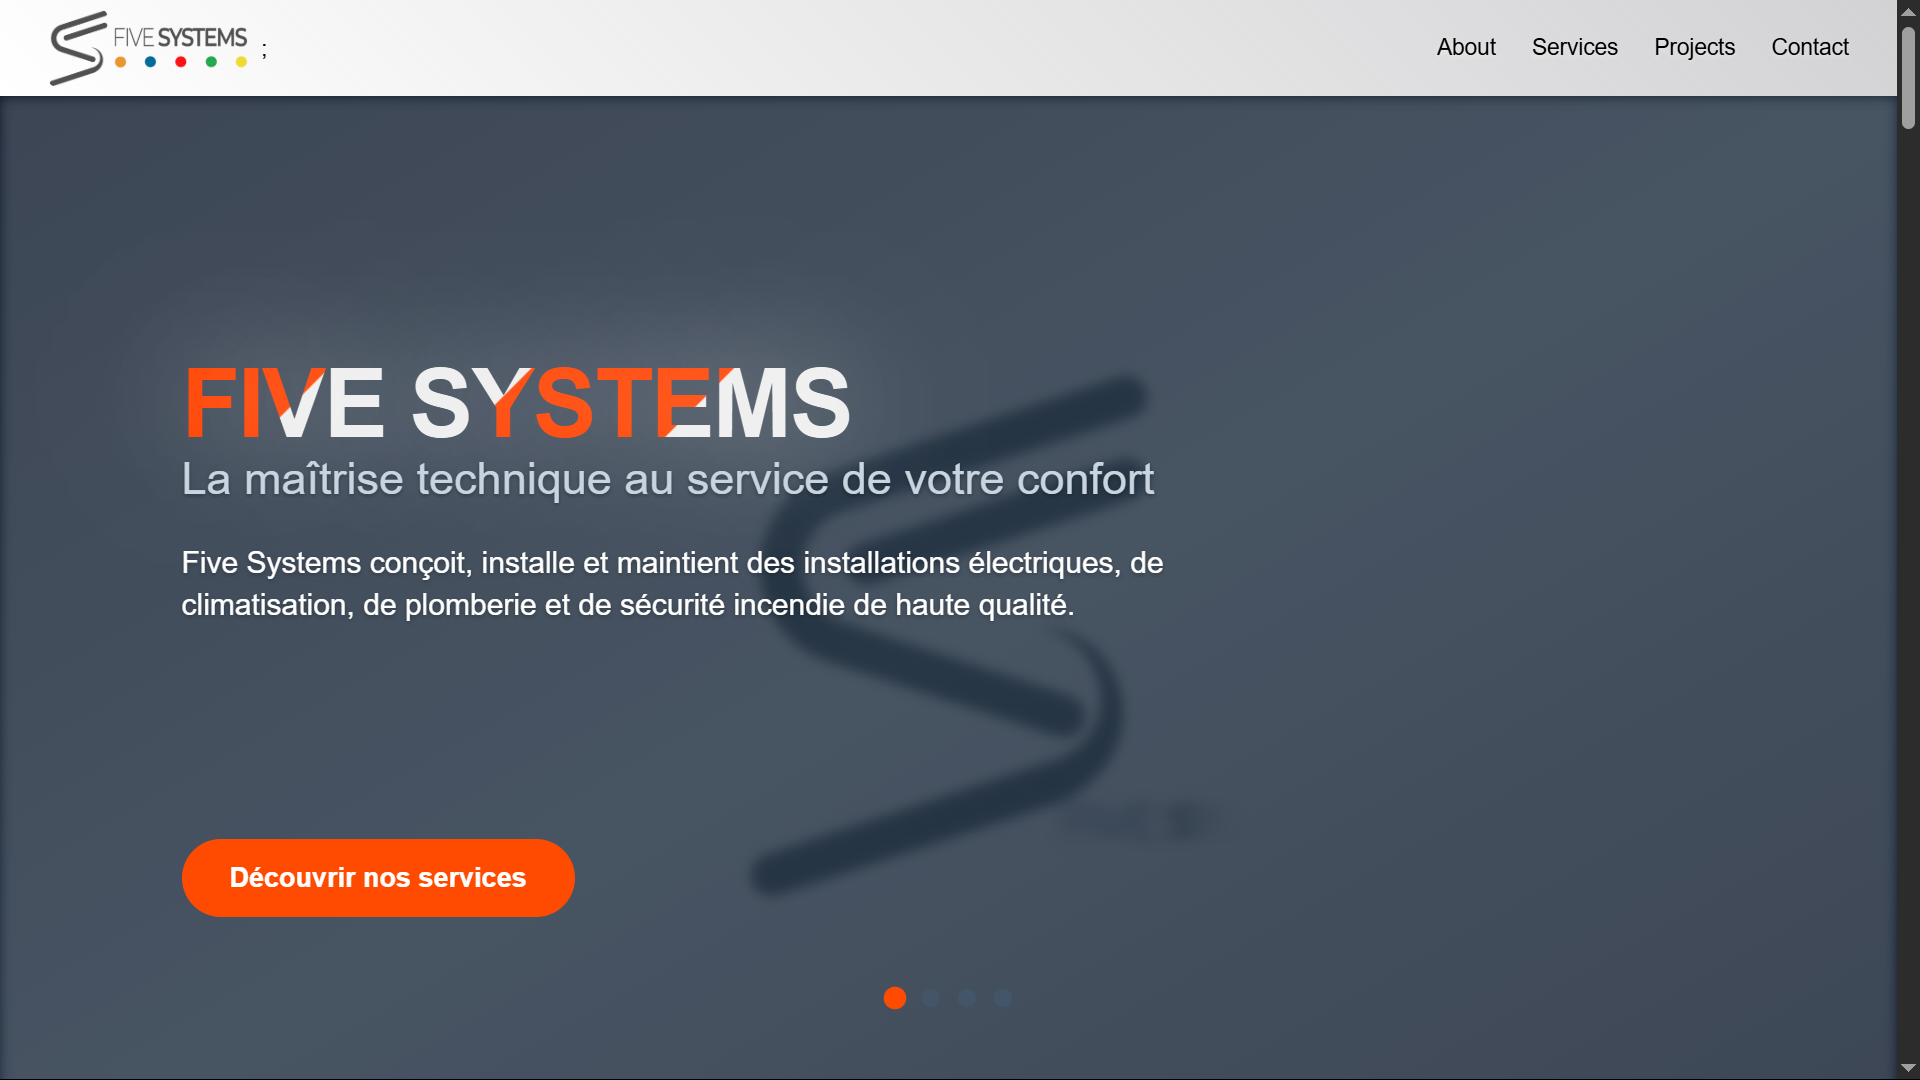 FIVE SYSTEMS
;
About
Services
Projects
Contact
FIVE SYSTEMS
La maîtrise technique au service de votre confort
Five Systems conçoit, installe et maintient des installations électriques, de
climatisation, de plomberie et de sécurité incendie de haute qualité.
Découvrir nos services